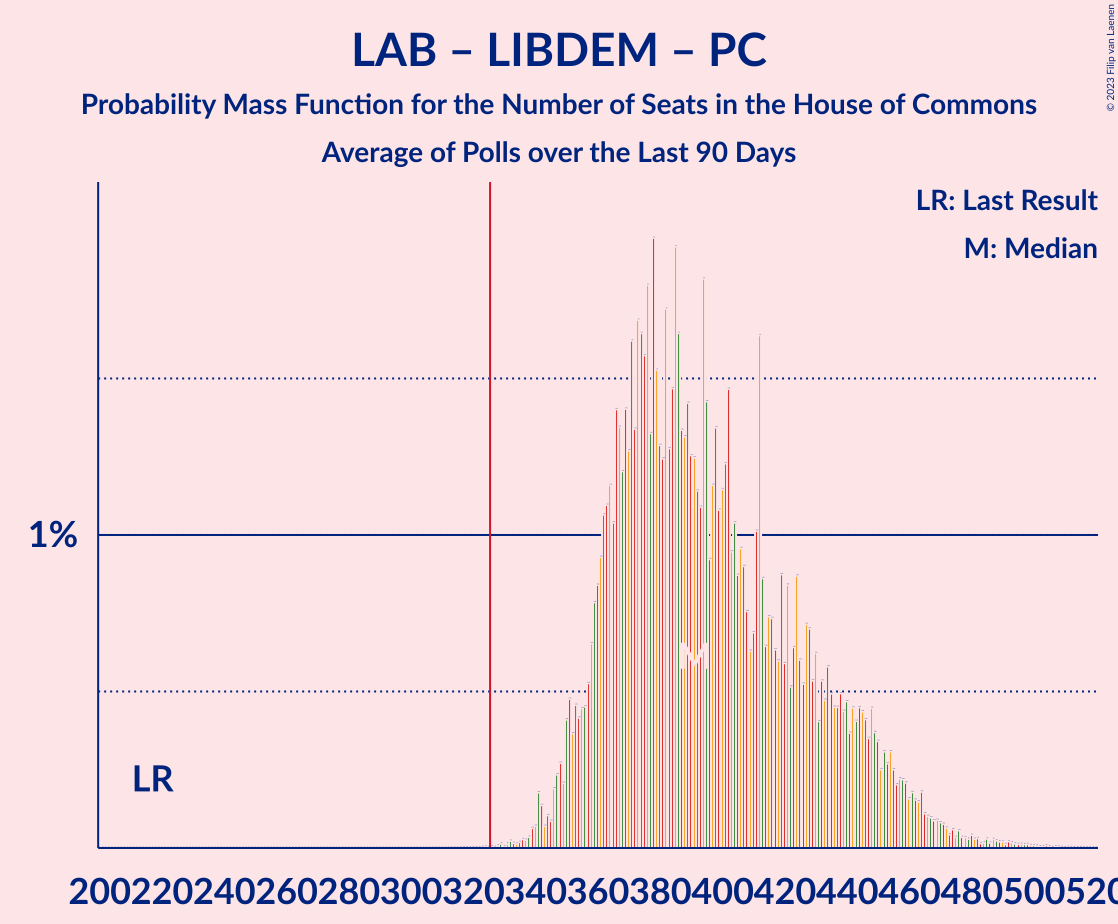 LAB – LIBDEM – PC
Probability Mass Function for the Number of Seats in the House of Commons
Average of Polls over the Last 90 Days
© 2023 Filip van Laenen
LR: Last Result
M: Median
1%
M
LR
200220240260280300320340360380400420440460480500520